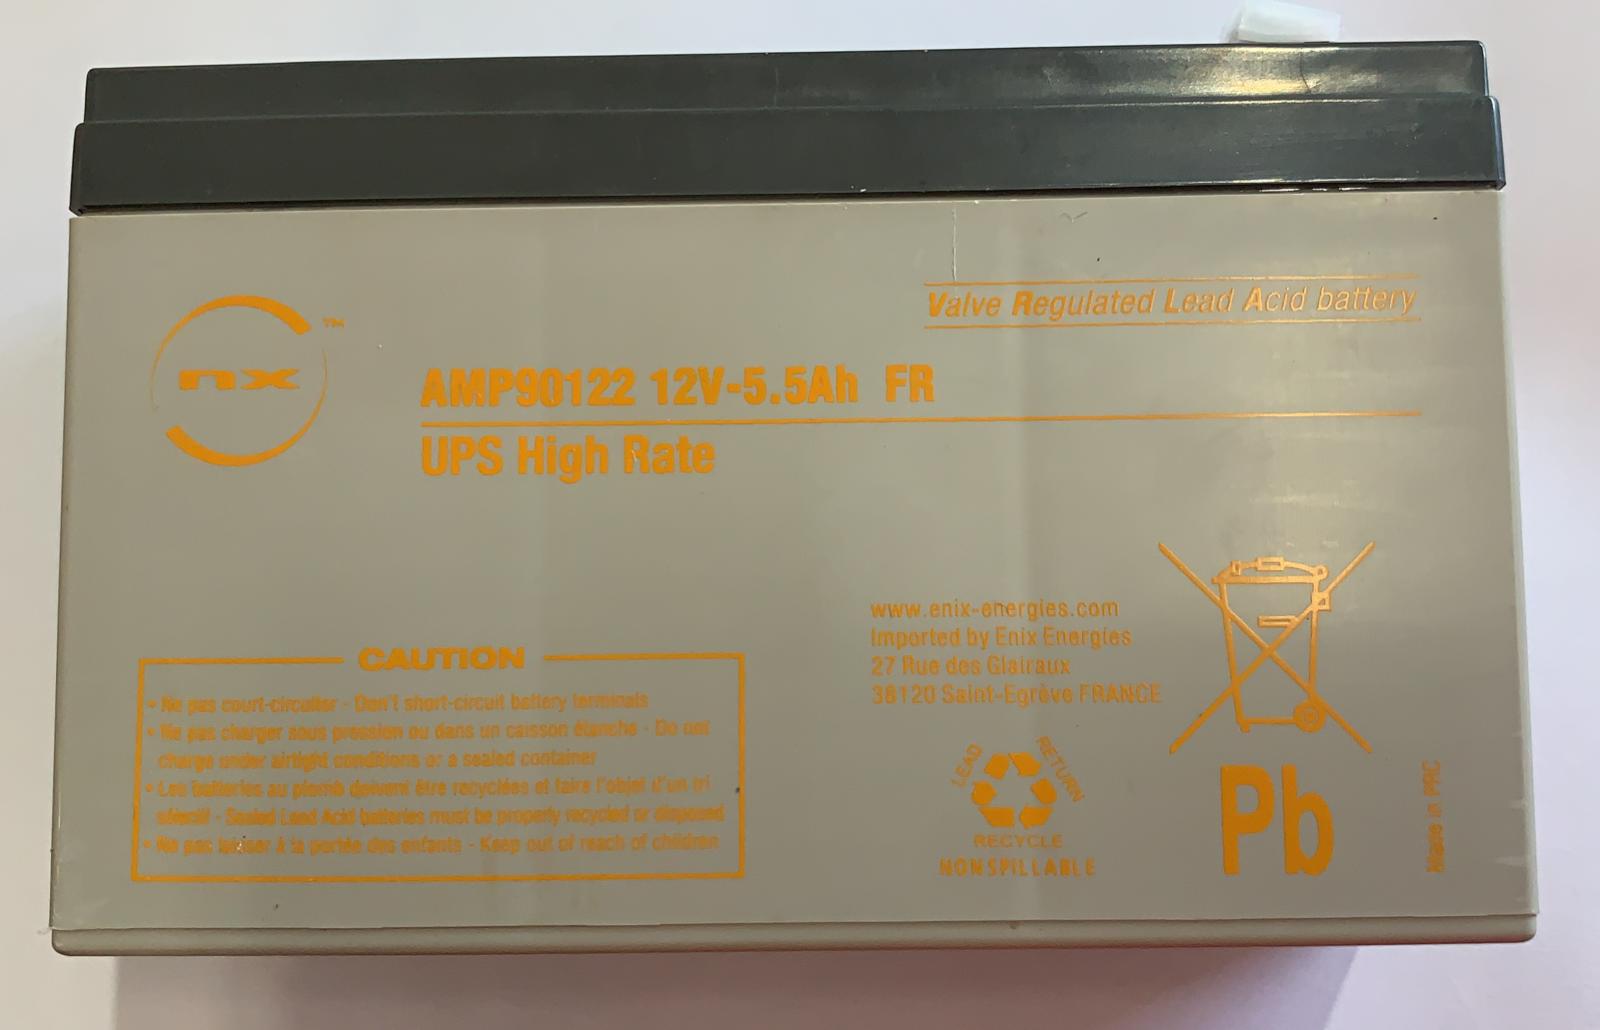 Valve Regulated Lead Acid battery
nx ™
AMP90122 12V-5.5Ah FR
UPS High Rate
www.enix-energies.com
Imported by Enix Energies
27 Rue des Glairaux
38120 Saint-Egrève FRANCE
CAUTION
• Ne pas court-circuiter - Don't short-circuit battery terminals
• Ne pas charger sous pression ou dans un caisson étanche - Do not
charge under airtight conditions or a sealed container
• Les batteries au plomb doivent être recyclées et faire l'objet d'un tri
sélectif - Sealed Lead Acid batteries must be properly recycled or disposed
• Ne pas laisser à la portée des enfants - Keep out of reach of children
LEAD RETURN
RECYCLE
NONSPILLABLE
Pb
Made in PRC